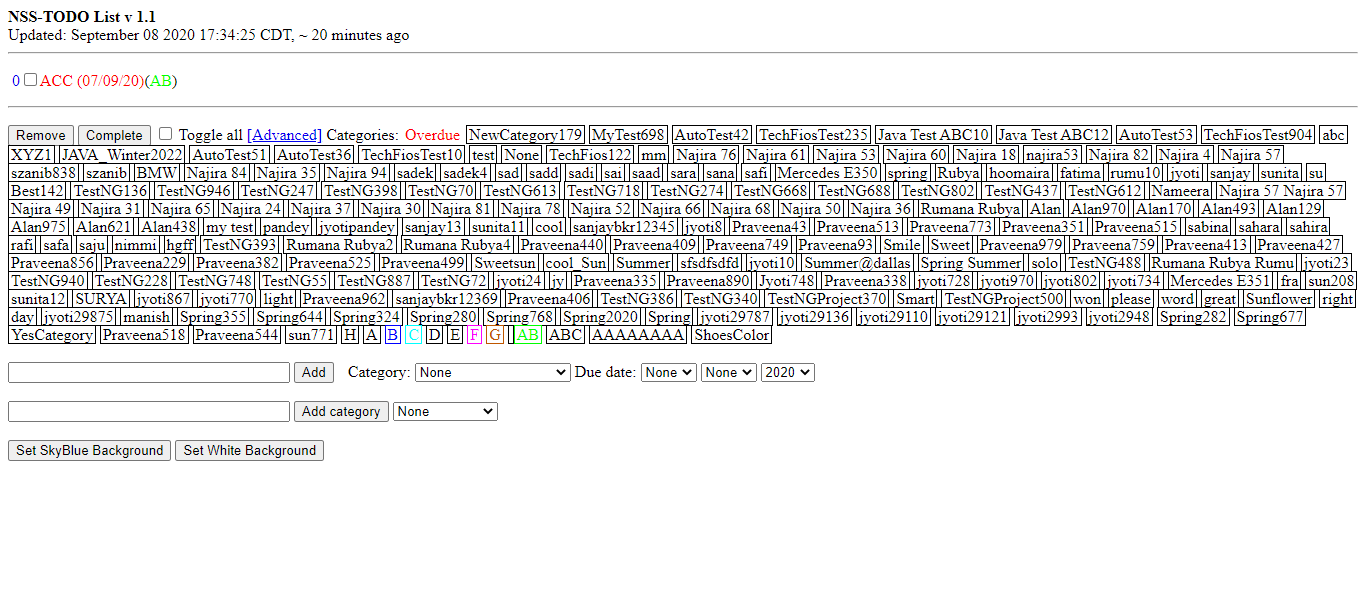 NSS-TODO List v 1.1
Updated: September 08 2020 17:34:25 CDT, ~ 20 minutes ago
0 ACC (07/09/20)(AB)
Remove Complete Toggle all [Advanced] Categories: Overdue NewCategory179 MyTest698 AutoTest42 TechFiosTest235 Java Test ABC10 Java Test ABC12 AutoTest53 TechFiosTest904 abc
XYZ1 JAVA_Winter2022 AutoTest51 AutoTest36 TechFiosTest10 test None TechFios122 mm Najira 76 Najira 61 Najira 53 Najira 60 Najira 18 najira53 Najira 82 Najira 4 Najira 57
szanib838 szanib BMW Najira 84 Najira 35 Najira 94 sadek sadek4 sad sadd sadi sai saad sara sana safi Mercedes E350 spring Rubya hoomaira fatima rumu10 jyoti sanjay sunita su
Best142 TestNG136 TestNG946 TestNG247 TestNG398 TestNG70 TestNG613 TestNG718 TestNG274 TestNG668 TestNG688 TestNG802 TestNG437 TestNG612 Nameera Najira 57 Najira 57
Najira 49 Najira 31 Najira 65 Najira 24 Najira 37 Najira 30 Najira 81 Najira 78 Najira 52 Najira 66 Najira 68 Najira 50 Najira 36 Rumana Rubya Alan Alan970 Alan170 Alan493 Alan129
Alan975 Alan621 Alan438 my test pandey jyotipandey sanjay13 sunita11 cool sanjaybkr12345 jyoti8 Praveena43 Praveena513 Praveena773 Praveena351 Praveena515 sabina sahara sahira
rafi safa saju nimmi hgff TestNG393 Rumana Rubya2 Rumana Rubya4 Praveena440 Praveena409 Praveena749 Praveena93 Smile Sweet Praveena979 Praveena759 Praveena413 Praveena427
Praveena856 Praveena229 Praveena382 Praveena525 Praveena499 Sweetsun cool_Sun Summer sfsdfsdfd jyoti10 Summer@dallas Spring Summer solo TestNG488 Rumana Rubya Rumu jyoti23
TestNG940 TestNG228 TestNG748 TestNG55 TestNG887 TestNG72 jyoti24 jy Praveena335 Praveena890 Jyoti748 Praveena338 jyoti728 jyoti970 jyoti802 jyoti734 Mercedes E351 fra sun208
sunita12 SURYA jyoti867 jyoti770 light Praveena962 sanjaybkr12369 Praveena406 TestNG386 TestNG340 TestNGProject370 Smart TestNGProject500 won please word great Sunflower right
day jyoti29875 manish Spring355 Spring644 Spring324 Spring280 Spring768 Spring2020 Spring jyoti29787 jyoti29136 jyoti29110 jyoti29121 jyoti2993 jyoti2948 Spring282 Spring677
YesCategory Praveena518 Praveena544 sun771 H A B C D E F G AB ABC AAAAAAAA ShoesColor
Add Category: None Due date: None None 2020
Add category None
Set SkyBlue Background Set White Background